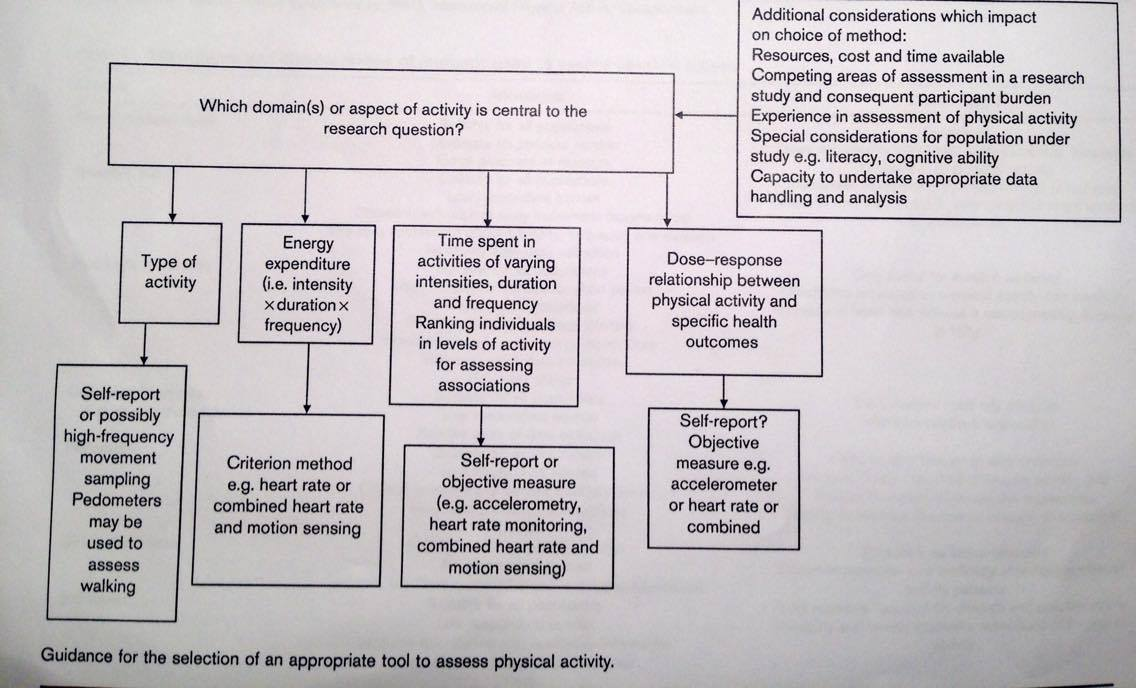 Additional considerations which impact
on choice of method:
Resources, cost and time available
Competing areas of assessment in a research
study and consequent participant burden
Experience in assessment of physical activity
Special considerations for population under
study e.g. literacy, cognitive ability
Capacity to undertake appropriate data
handling and analysis
Which domain(s) or aspect of activity is central to the
research question?
Type of
activity
Energy
expenditure
(i.e. intensity
×duration×
frequency)
Time spent in
activities of varying
intensities, duration
and frequency
Ranking individuals
in levels of activity
for assessing
associations
Dose–response
relationship between
physical activity and
specific health
outcomes
Self-report
or possibly
high-frequency
movement
sampling
Pedometers
may be
used to
assess
walking
Criterion method
e.g. heart rate or
combined heart rate
and motion sensing
Self-report or
objective measure
(e.g. accelerometry,
heart rate monitoring,
combined heart rate and
motion sensing)
Self-report?
Objective
measure e.g.
accelerometer
or heart rate or
combined
Guidance for the selection of an appropriate tool to assess physical activity.